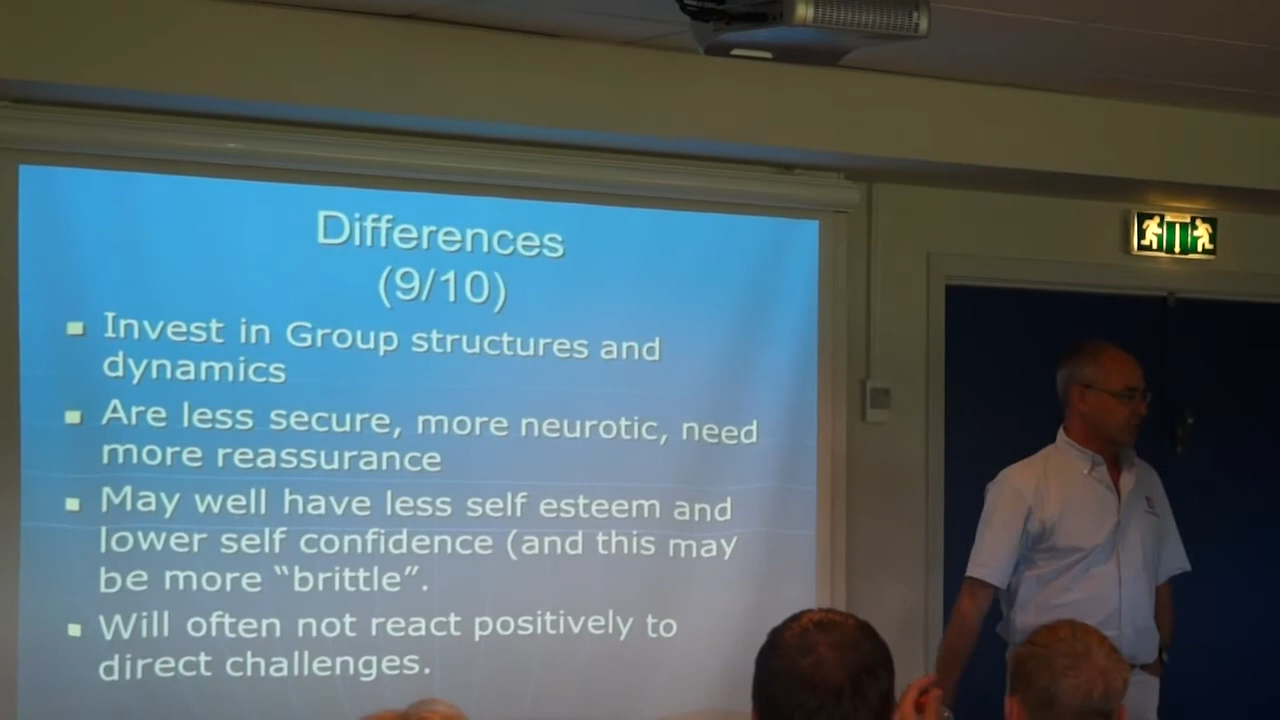 Differences
(9/10)
Invest in Group structures and
dynamics
Are less secure, more neurotic, need
more reassurance
May well have less self esteem and
lower self confidence (and this may
be more “brittle”.
Will often not react positively to
direct challenges.